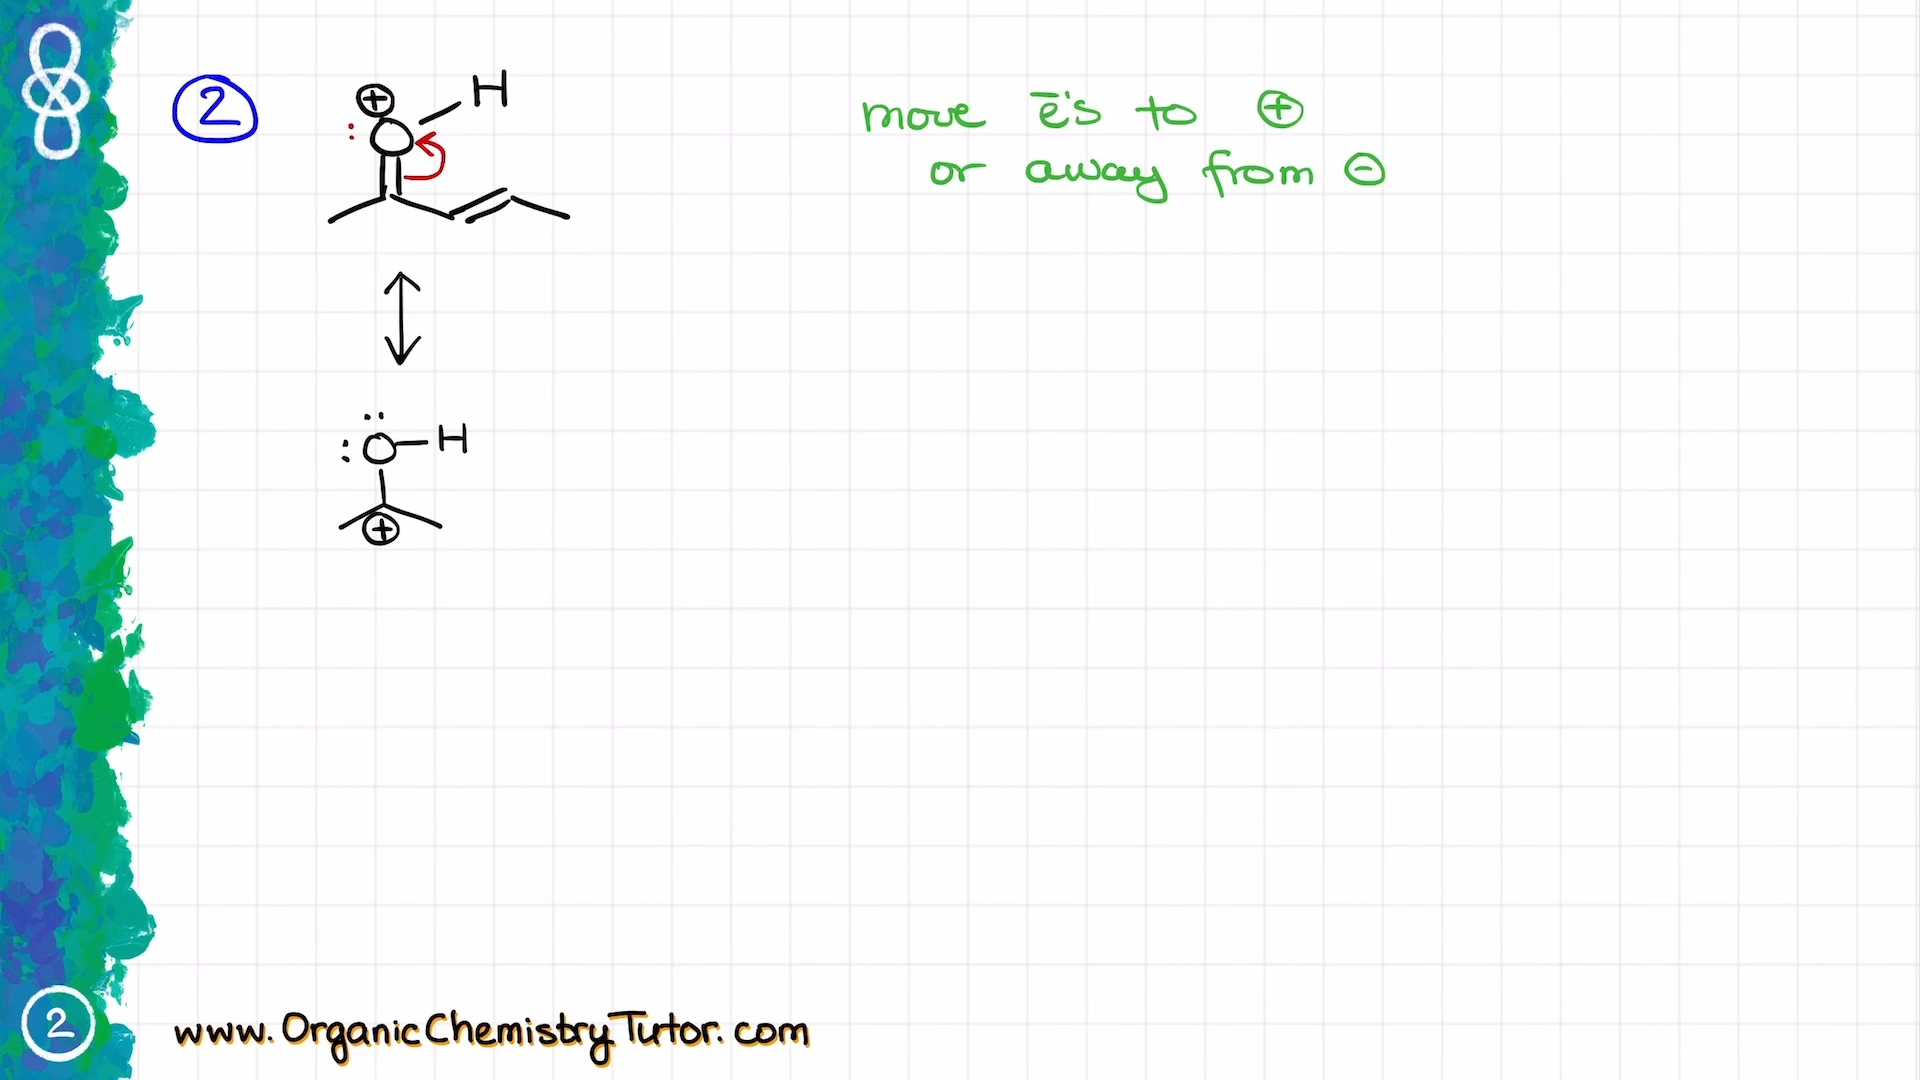 2
⊕
H
:O
move ē's to ⊕
or away from ⊖
:Ö-H
⊕
2
www.OrganicChemistryTutor.com